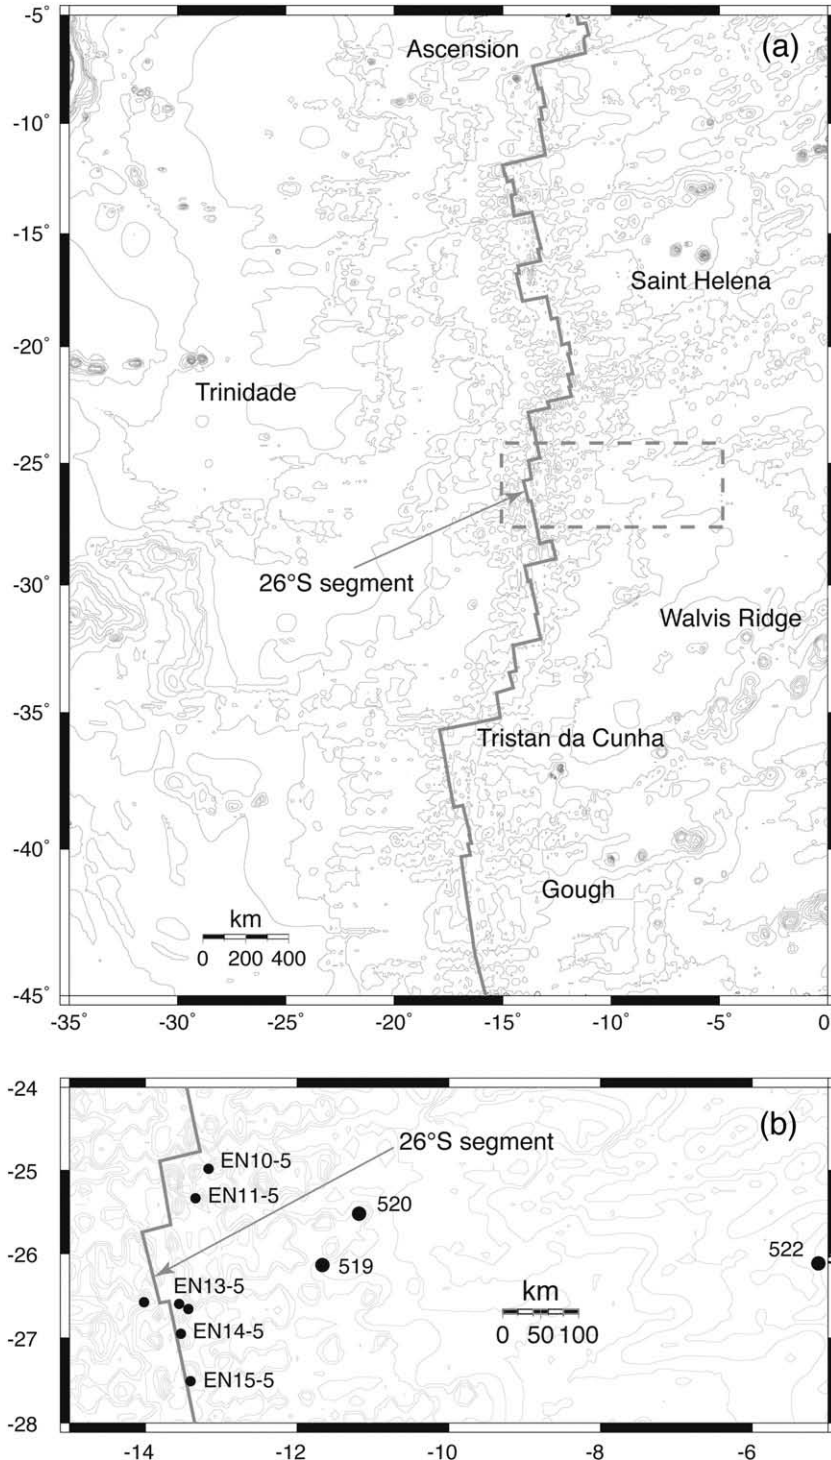 -5°
Ascension
(a)
-10°
-15°
Saint Helena
-20°
Trinidade
-25°
26°S segment
-30°
Walvis Ridge
-35°
Tristan da Cunha
-40°
Gough
km
0 200 400
-45°
-35° -30° -25° -20° -15° -10° -5° 0
-24
(b)
26°S segment
EN10-5
-25
EN11-5
520
519
522
-26
EN13-5
km
0 50 100
EN14-5
-27
EN15-5
-28
-14 -12 -10 -8 -6